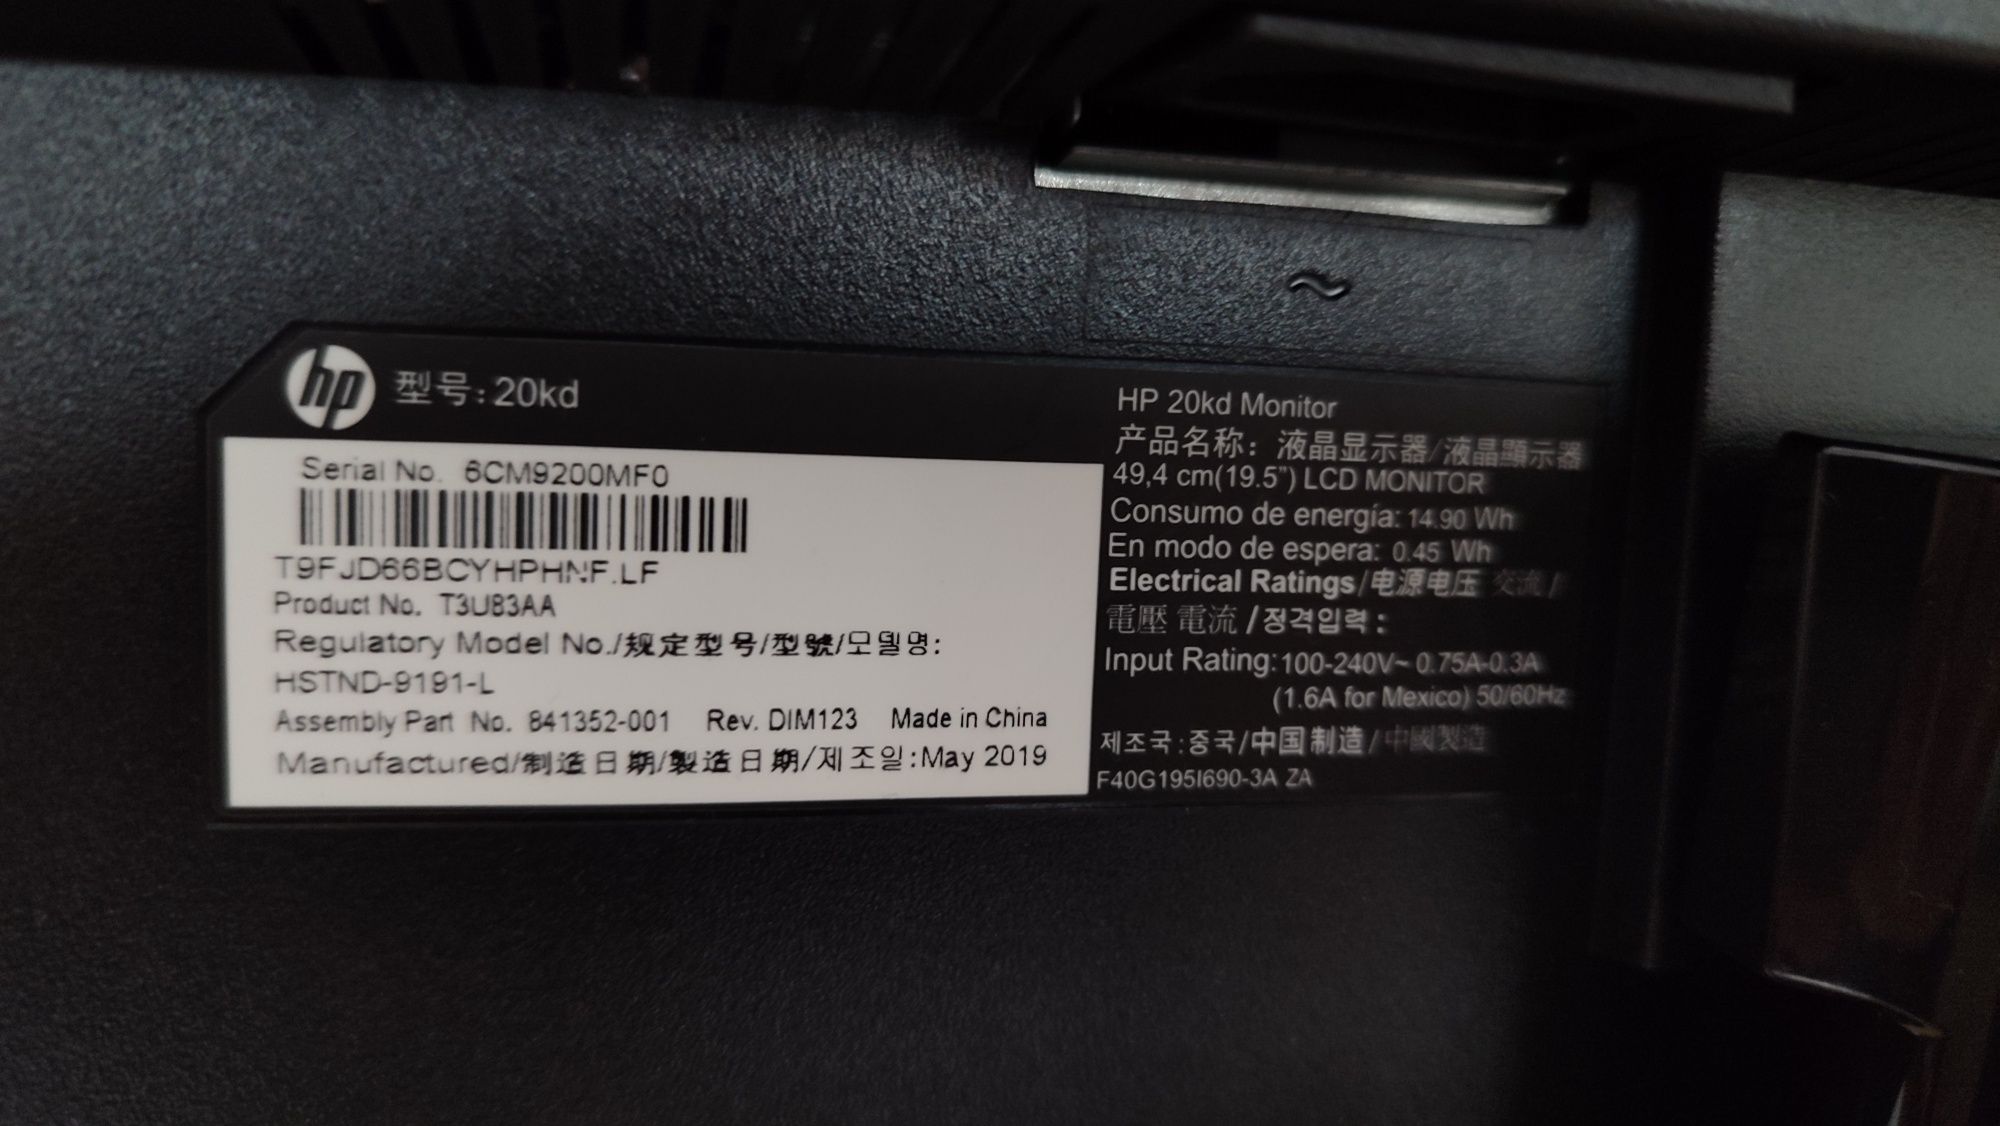 hp 型号: 20kd
Serial No. 6CM9200MF0
T9FJD66BCYHPHNF.LF
Product No. T3U83AA
Regulatory Model No./规定型号/型號/모델명:
HSTND-9191-L
Assembly Part No. 841352-001 Rev. DIM123 Made in China
Manufactured/制造日期/製造日期/제조일:May 2019
HP 20kd Monitor
产品名称: 液晶显示器/液晶顯示器
49,4 cm(19.5") LCD MONITOR
Consumo de energía: 14.90 Wh
En modo de espera: 0.45 Wh
Electrical Ratings/电源电压 交流/
電壓 電流 /정격입력:
Input Rating:100-240V~ 0.75A-0.3A
(1.6A for Mexico) 50/60Hz
제조국:중국/中国制造/中國製造
F40G195I690-3A ZA